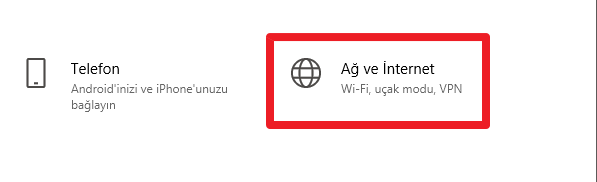 Telefon
Android'inizi ve iPhone'unuzu
bağlayın
Ağ ve İnternet
Wi-Fi, uçak modu, VPN